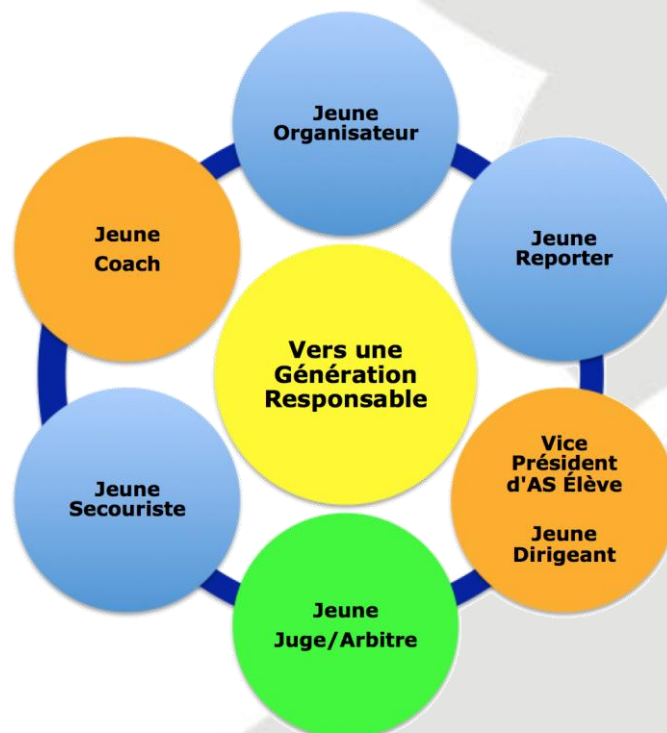 Jeune
Organisateur
Jeune
Reporter
Vice
Président
d'AS Élève
Jeune
Dirigeant
Jeune
Juge/Arbitre
Jeune
Secouriste
Jeune
Coach
Vers une
Génération
Responsable